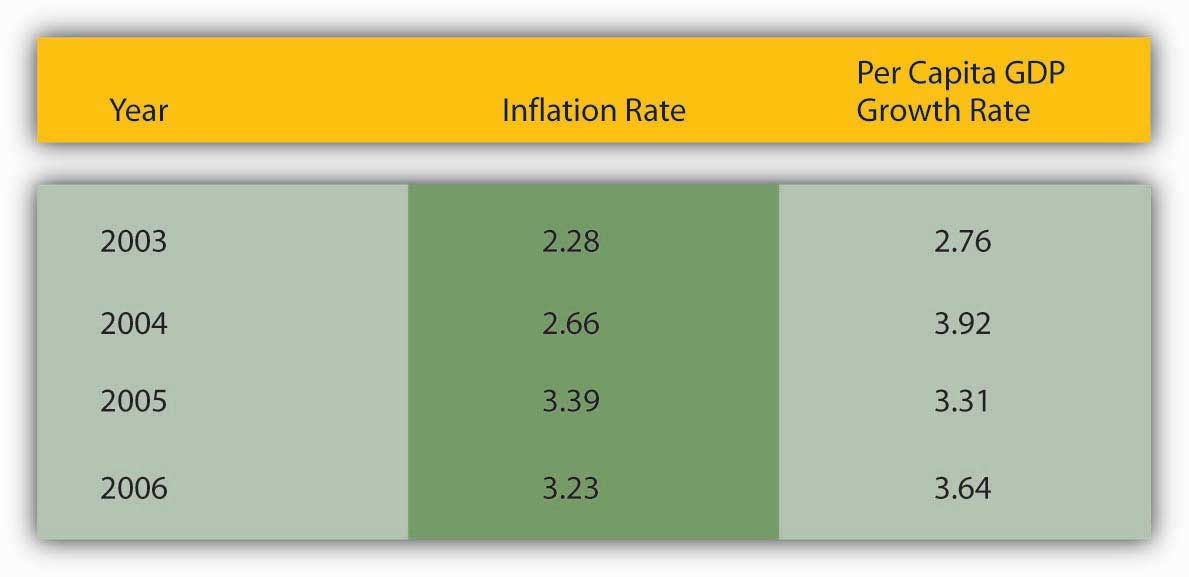 Year Inflation Rate Per Capita GDP
Growth Rate
2003 2.28 2.76
2004 2.66 3.92
2005 3.39 3.31
2006 3.23 3.64